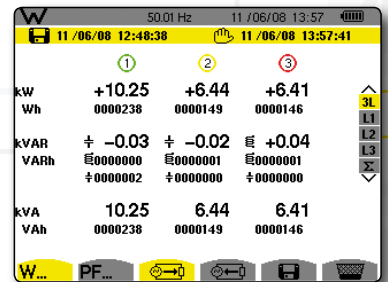 W 50.01 Hz 11/06/08 13:57
11/06/08 12:48:38 11/06/08 13:57:41
1 2 3
kW +10.25 +6.44 +6.41
Wh 0000238 0000149 0000146
kVAR −0.03 −0.02 +0.04
VARh 0000000 0000001 0000001
0000002 0000000 0000000
kVA 10.25 6.44 6.41
VAh 0000238 0000149 0000146
3L
L1
L2
L3
Σ
W... PF...